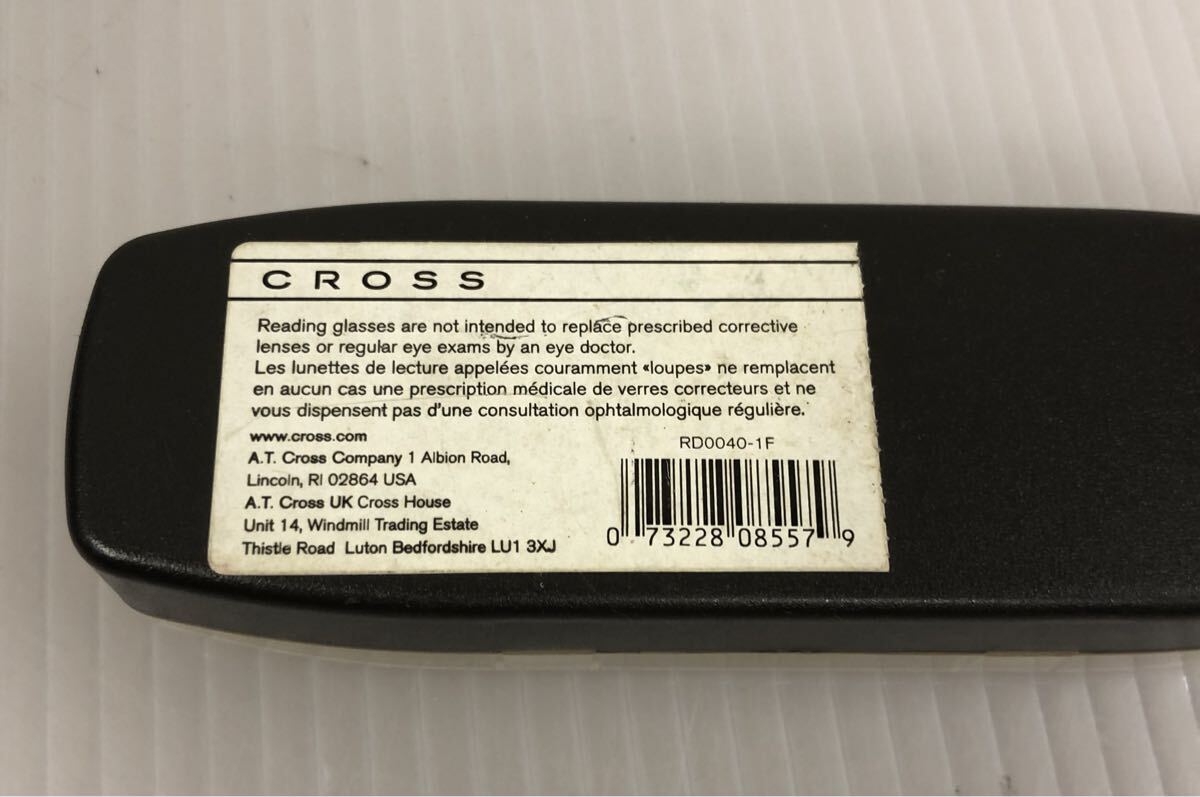 CROSS
Reading glasses are not intended to replace prescribed corrective
lenses or regular eye exams by an eye doctor.
Les lunettes de lecture appelées couramment «loupes» ne remplacent
en aucun cas une prescription médicale de verres correcteurs et ne
vous dispensent pas d'une consultation ophtalmologique régulière.
www.cross.com
A.T. Cross Company 1 Albion Road,
Lincoln, RI 02864 USA
A.T. Cross UK Cross House
Unit 14, Windmill Trading Estate
Thistle Road Luton Bedfordshire LU1 3XJ
RD0040-1F
0 73228 08557 9